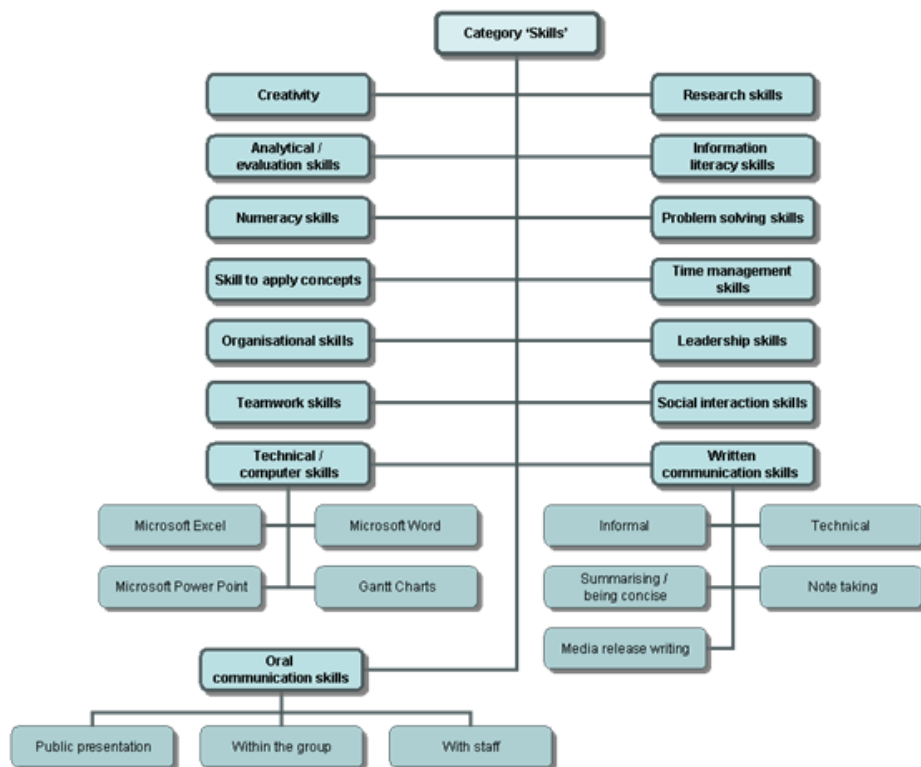 Category 'Skills'
Creativity
Research skills
Analytical /
evaluation skills
Information
literacy skills
Numeracy skills
Problem solving skills
Skill to apply concepts
Time management
skills
Organisational skills
Leadership skills
Teamwork skills
Social interaction skills
Technical /
computer skills
Written
communication skills
Microsoft Excel
Microsoft Word
Informal
Technical
Microsoft Power Point
Gantt Charts
Summarising /
being concise
Note taking
Media release writing
Oral
communication skills
Public presentation
Within the group
With staff